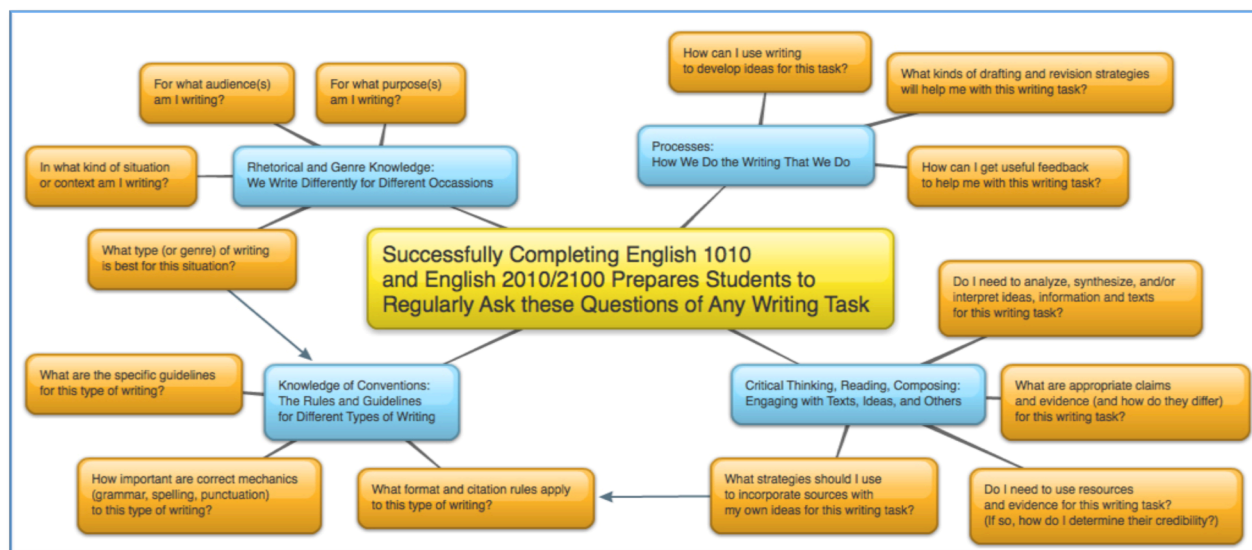 How can I use writing
to develop ideas for this task?
For what audience(s)
am I writing?
For what purpose(s)
am I writing?
What kinds of drafting and revision strategies
will help me with this writing task?
Processes:
How We Do the Writing That We Do
In what kind of situation
or context am I writing?
Rhetorical and Genre Knowledge:
We Write Differently for Different Occassions
How can I get useful feedback
to help me with this writing task?
What type (or genre) of writing
is best for this situation?
Successfully Completing English 1010
and English 2010/2100 Prepares Students to
Regularly Ask these Questions of Any Writing Task
Do I need to analyze, synthesize, and/or
interpret ideas, information and texts
for this writing task?
What are the specific guidelines
for this type of writing?
Knowledge of Conventions:
The Rules and Guidelines
for Different Types of Writing
Critical Thinking, Reading, Composing:
Engaging with Texts, Ideas, and Others
What are appropriate claims
and evidence (and how do they differ)
for this writing task?
How important are correct mechanics
(grammar, spelling, punctuation)
to this type of writing?
What format and citation rules apply
to this type of writing?
What strategies should I use
to incorporate sources with
my own ideas for this writing task?
Do I need to use resources
and evidence for this writing task?
(If so, how do I determine their credibility?)